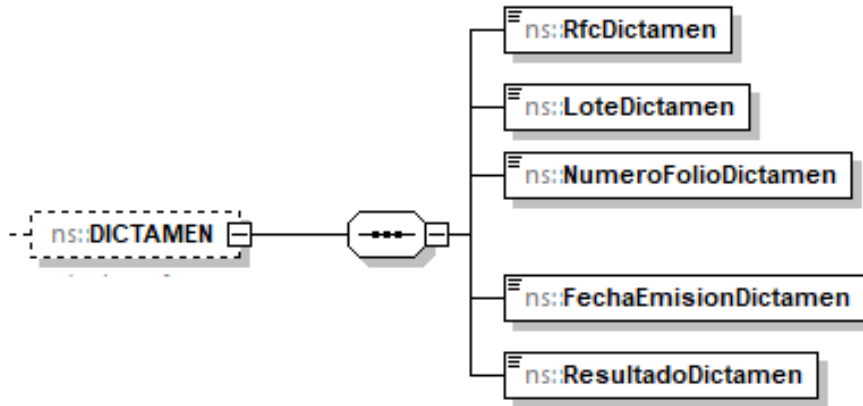 ns::RfcDictamen
ns::LoteDictamen
ns::NumeroFolioDictamen
ns::DICTAMEN
ns::FechaEmisionDictamen
ns::ResultadoDictamen